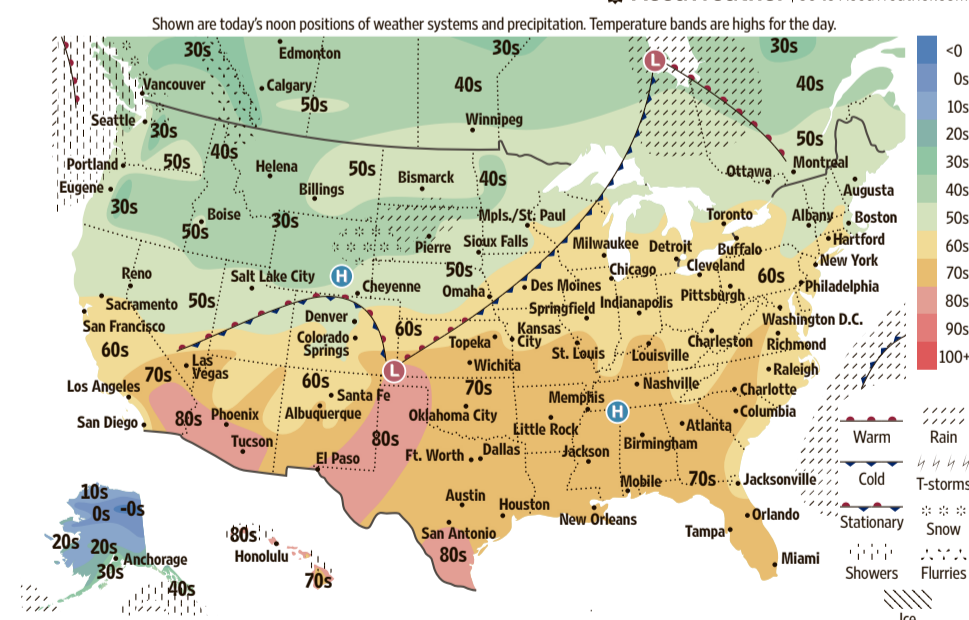 Shown are today's noon positions of weather systems and precipitation. Temperature bands are highs for the day.
30s
Edmonton
30s
30s
<0
Vancouver
Calgary
40s
40s
0s
50s
10s
Seattle
30s
Winnipeg
20s
40s
50s
Portland
50s
Helena
50s
Ottawa
Montreal
30s
Eugene
Billings
Bismarck
40s
Augusta
40s
30s
Boise
30s
Mpls./St. Paul
Toronto
Albany
Boston
50s
50s
Pierre
Sioux Falls
Milwaukee
Detroit
Buffalo
Hartford
60s
Reno
Salt Lake City
H
Cheyenne
50s
Chicago
Cleveland
60s
New York
70s
Sacramento
50s
Omaha
Des Moines
Pittsburgh
Philadelphia
80s
San Francisco
Denver
60s
Springfield
Indianapolis
Washington D.C.
90s
60s
Colorado
Springs
Topeka
Kansas
City
St. Louis
Louisville
Charleston
Richmond
100+
Las
Vegas
L
Wichita
Raleigh
70s
60s
70s
Nashville
Los Angeles
Santa Fe
Memphis
Charlotte
San Diego
80s
Phoenix
Albuquerque
Oklahoma City
H
Columbia
Little Rock
Atlanta
Tucson
80s
Birmingham
El Paso
Ft. Worth
Dallas
Jackson
Mobile
70s
Jacksonville
Austin
Houston
New Orleans
Orlando
San Antonio
Tampa
80s
Miami
L
10s
0s
-0s
20s
20s
Anchorage
30s
40s
80s
Honolulu
70s
Warm
Rain
Cold
T-storms
Stationary
Snow
Showers
Flurries
Ice